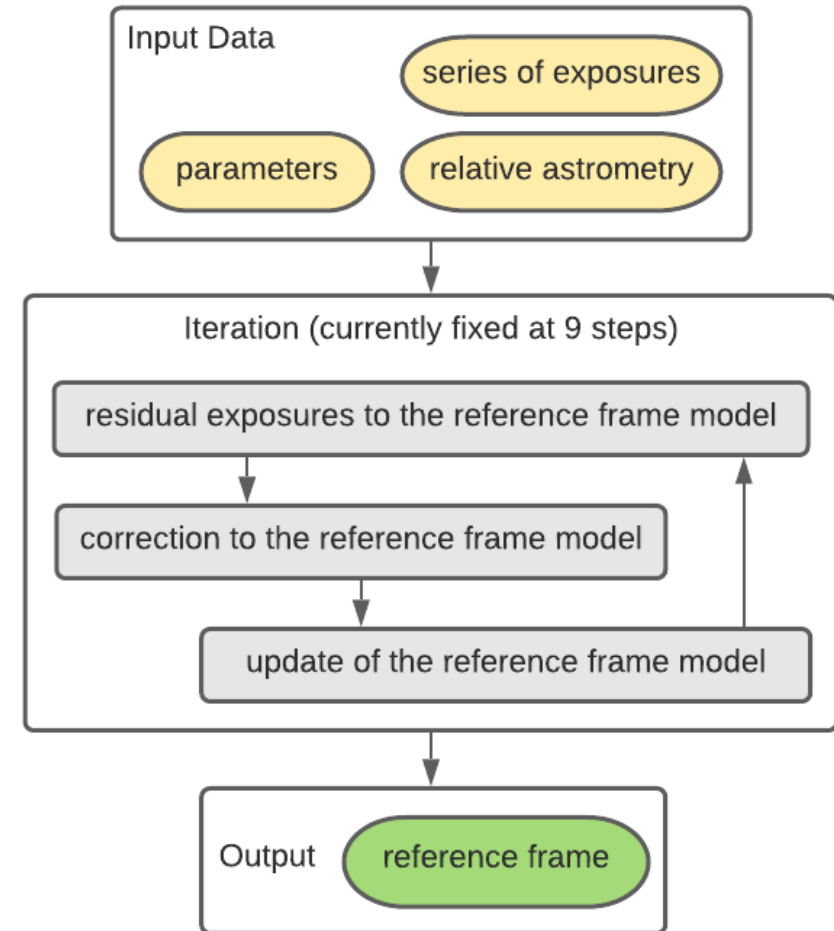 Input Data
series of exposures
parameters
relative astrometry
Iteration (currently fixed at 9 steps)
residual exposures to the reference frame model
correction to the reference frame model
update of the reference frame model
Output
reference frame